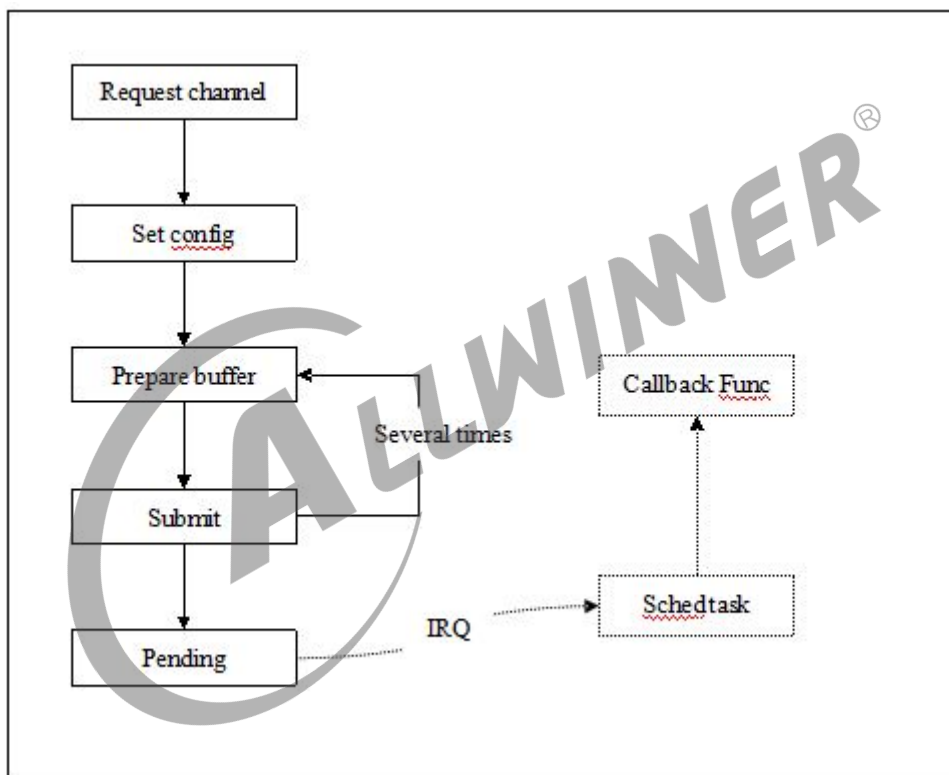 Request channel
Set config
Prepare buffer
Several times
Submit
Pending
IRQ
Callback Func
Schedtask
ALLWINNER®